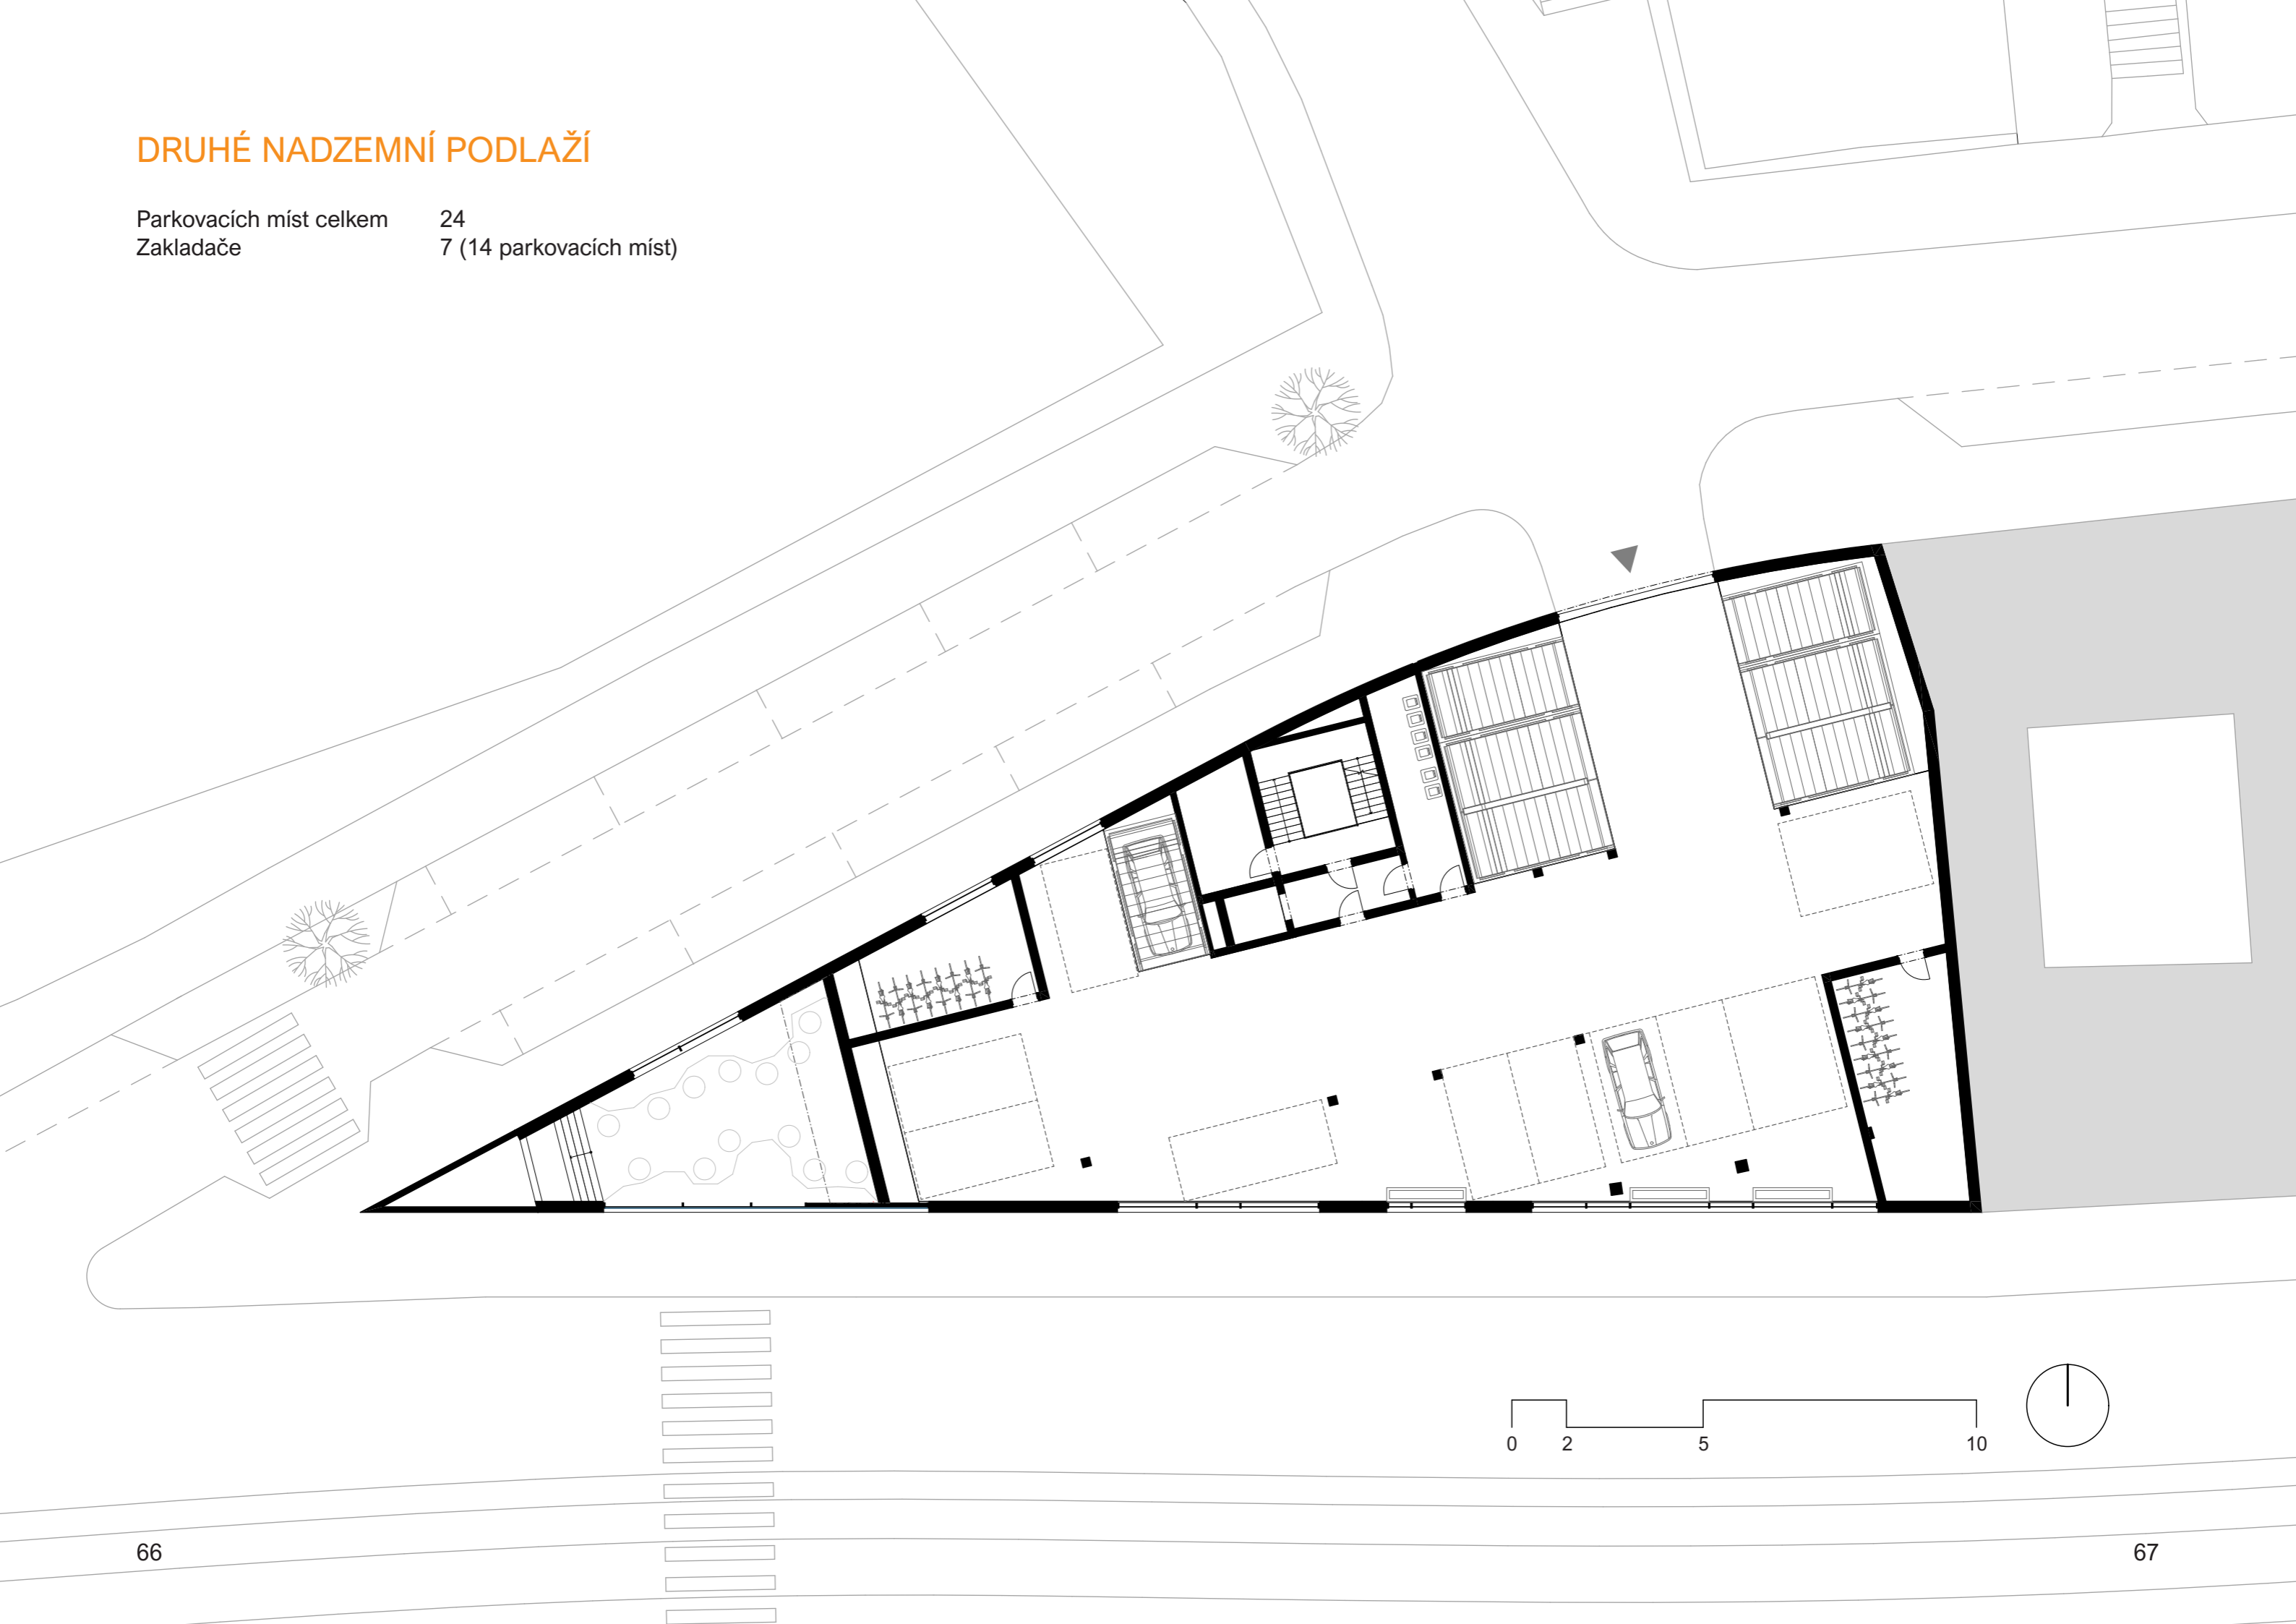 DRUHÉ NADZEMNÍ PODLAŽÍ
Parkovacích míst celkem 24
Zakladače 7 (14 parkovacích míst)
0 2 5 10
66
67